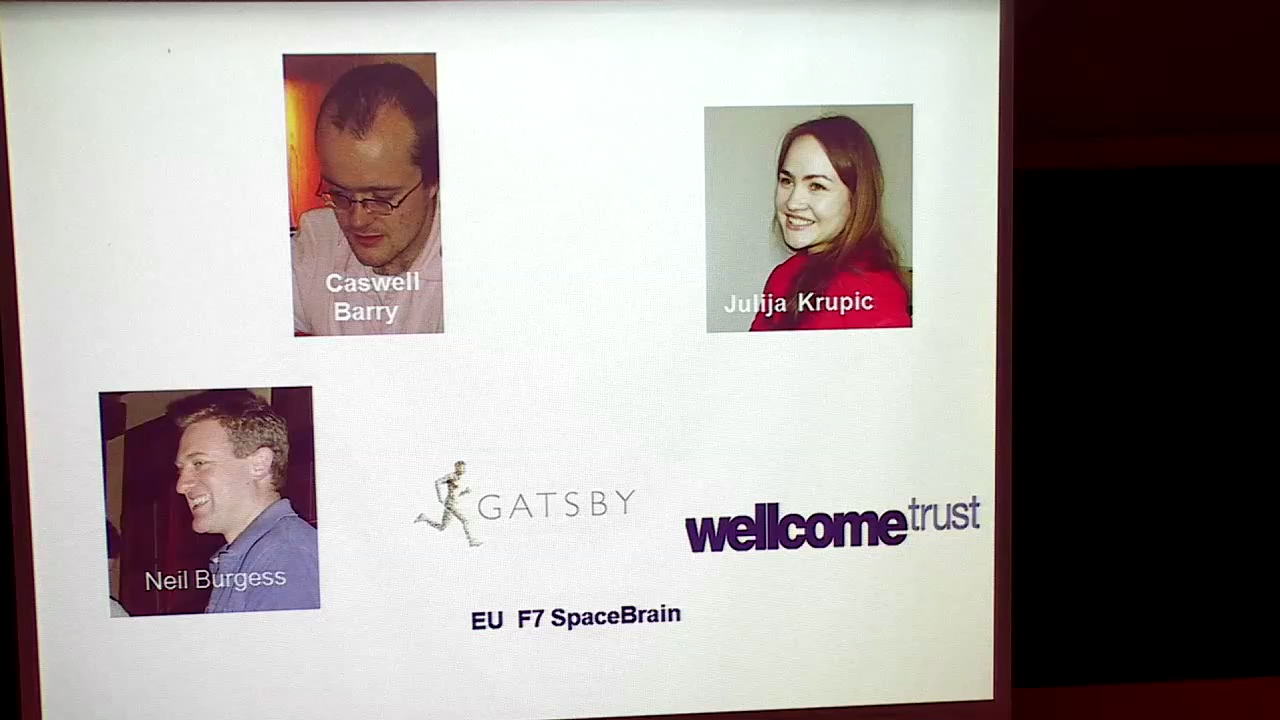 Caswell
Barry
Julija Krupic
Neil Burgess
GATSBY
wellcometrust
EU F7 SpaceBrain